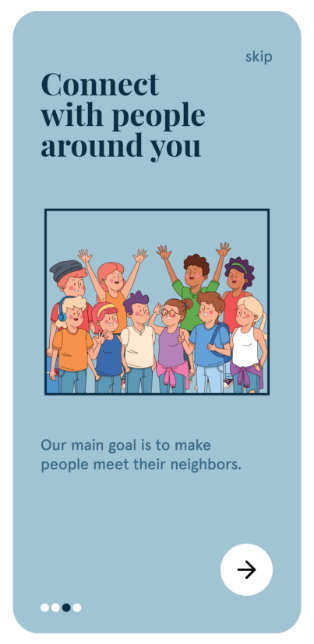 skip
Connect
with people
around you
Our main goal is to make
people meet their neighbors.